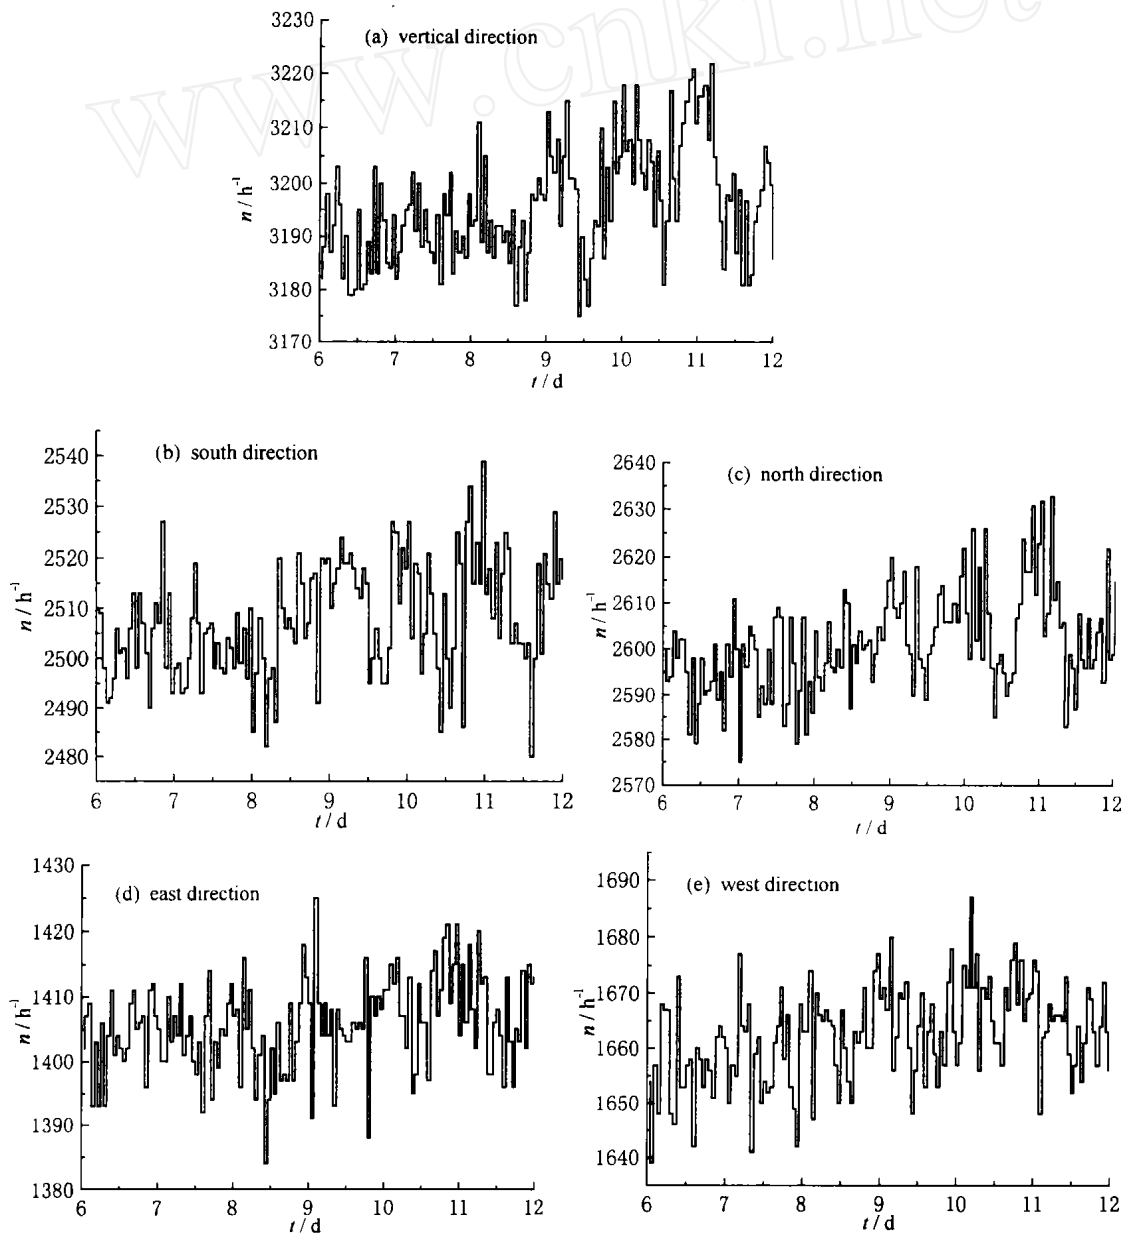 www.cnki.net
(a) vertical direction
3230
3220
3210
3200
3190
3180
3170
n / h⁻¹
6 7 8 9 10 11 12
t / d
(b) south direction
2540
2530
2520
2510
2500
2490
2480
n / h⁻¹
6 7 8 9 10 11 12
t / d
(c) north direction
2640
2630
2620
2610
2600
2590
2580
2570
n / h⁻¹
6 7 8 9 10 11 12
t / d
(d) east direction
1430
1420
1410
1400
1390
1380
n / h⁻¹
6 7 8 9 10 11 12
t / d
(e) west direction
1690
1680
1670
1660
1650
1640
n / h⁻¹
6 7 8 9 10 11 12
t / d